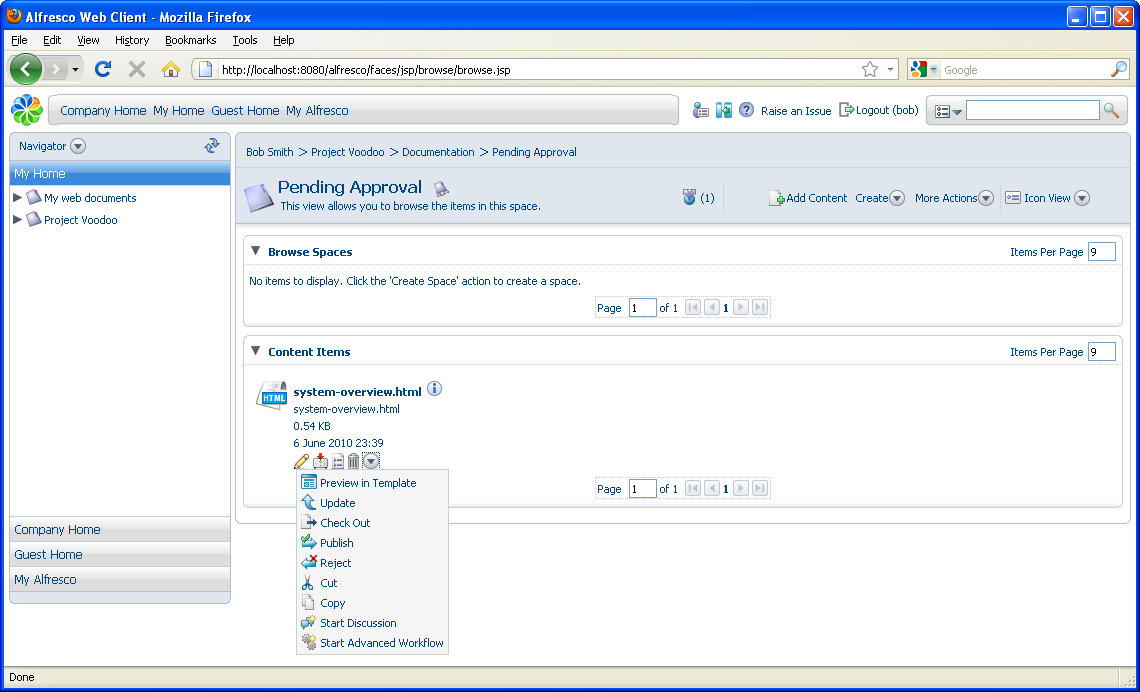 Alfresco Web Client - Mozilla Firefox
File Edit View History Bookmarks Tools Help
http://localhost:8080/alfresco/faces/jsp/browse/browse.jsp Google
Company Home My Home Guest Home My Alfresco Raise an Issue Logout (bob)
Navigator
My Home
My web documents
Project Voodoo
Company Home
Guest Home
My Alfresco
Bob Smith > Project Voodoo > Documentation > Pending Approval
Pending Approval
This view allows you to browse the items in this space.
(1) Add Content Create More Actions Icon View
Browse Spaces Items Per Page 9
No items to display. Click the 'Create Space' action to create a space.
Page 1 of 1 1
Content Items Items Per Page 9
HTML
system-overview.html
system-overview.html
0.54 KB
6 June 2010 23:39
Preview in Template
Update
Check Out
Publish
Reject
Cut
Copy
Start Discussion
Start Advanced Workflow
Page 1 of 1 1
Done